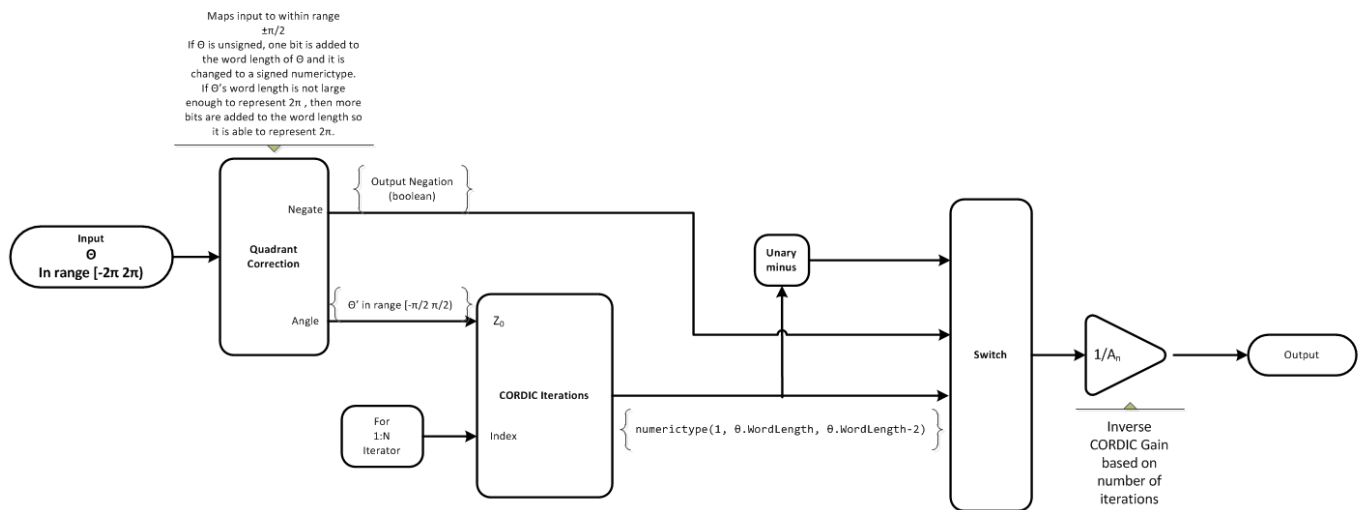 Maps input to within range
±π/2
If Θ is unsigned, one bit is added to
the word length of Θ and it is
changed to a signed numerictype.
If Θ's word length is not large
enough to represent 2π , then more
bits are added to the word length so
it is able to represent 2π.
Output Negation
(boolean)
Negate
Input
Θ
In range [-2π 2π)
Quadrant
Correction
Unary
minus
Θ' in range [-π/2 π/2)
Angle
Z₀
Switch
1/Aₙ
Output
CORDIC Iterations
For
1:N
Iterator
Index
numerictype(1, θ.WordLength, θ.WordLength-2)
Inverse
CORDIC Gain
based on
number of
iterations